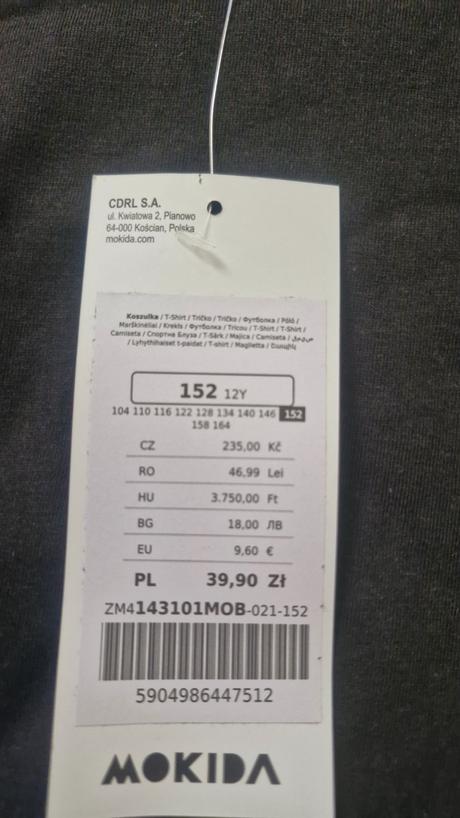 CDRL S.A.
ul. Kwiatowa 2, Pianowo
64-000 Kościan, Polska
mokida.com
Koszulka / T-Shirt / Tričko / Tričko / Футболка / Póló /
Marškinėliai / Krekls / Футболка / Tricou / T-Shirt / T-Shirt /
Camiseta / Спортна Блуза / T-Särk / Majica / Camiseta /
/ Lyhythihaiset t-paidat / T-shirt / Maglietta / Շապիկ
152 12Y
104 110 116 122 128 134 140 146 152
158 164
CZ 235,00 Kč
RO 46,99 Lei
HU 3.750,00 Ft
BG 18,00 ЛВ
EU 9,60 €
PL 39,90 Zł
ZM4143101MOB-021-152
5904986447512
MOKIDA